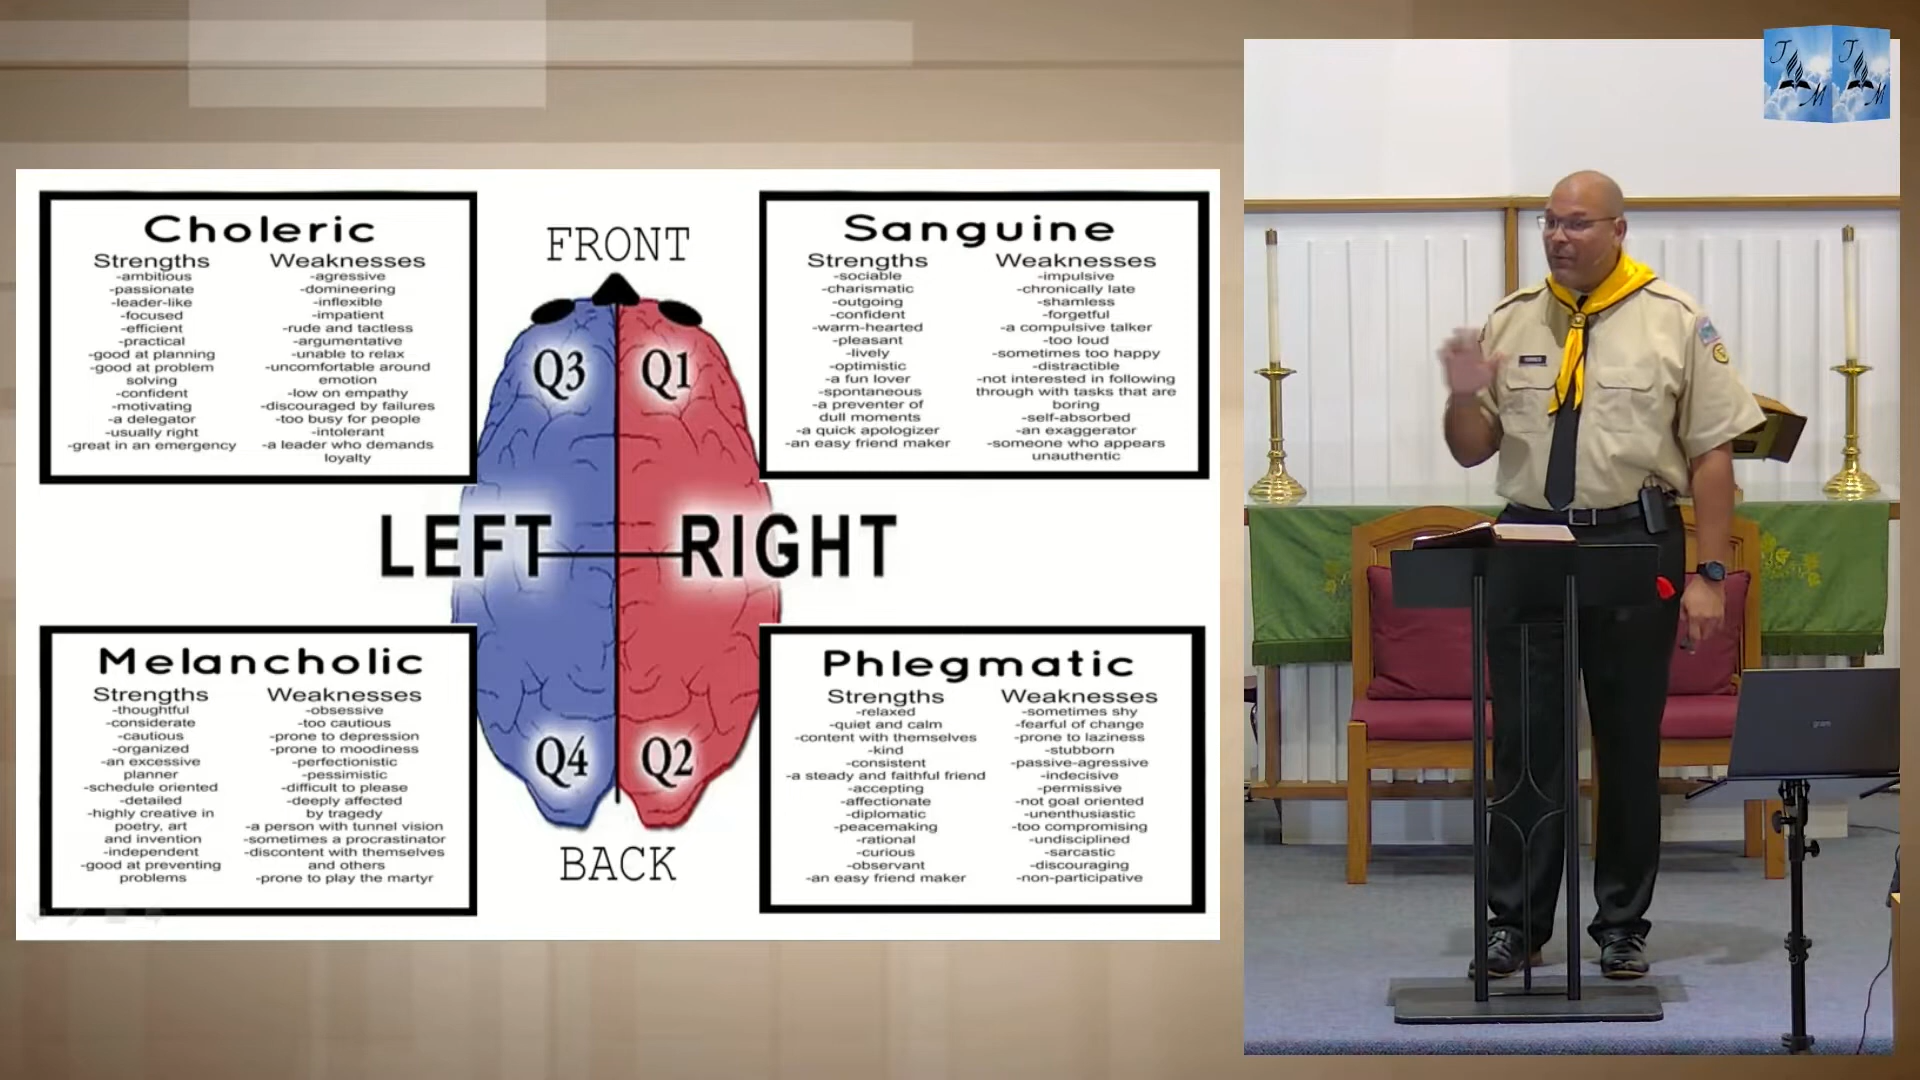 Choleric
Strengths
-ambitious
-passionate
-leader-like
-focused
-efficient
-practical
-good at planning
-good at problem
solving
-confident
-motivating
-a delegator
-usually right
-great in an emergency
Weaknesses
-agressive
-domineering
-inflexible
-impatient
-rude and tactless
-argumentative
-unable to relax
-uncomfortable around
emotion
-low on empathy
-discouraged by failures
-too busy for people
-intolerant
-a leader who demands
loyalty
FRONT
Q3
Q1
Sanguine
Strengths
-sociable
-charismatic
-outgoing
-confident
-warm-hearted
-pleasant
-lively
-optimistic
-a fun lover
-spontaneous
-a preventer of
dull moments
-a quick apologizer
-an easy friend maker
Weaknesses
-impulsive
-chronically late
-shamless
-forgetful
-a compulsive talker
-too loud
-sometimes too happy
-distractible
-not interested in following
through with tasks that are
boring
-self-absorbed
-an exaggerator
-someone who appears
unauthentic
LEFT
RIGHT
Melancholic
Strengths
-thoughtful
-considerate
-cautious
-organized
-an excessive
planner
-schedule oriented
-detailed
-highly creative in
poetry, art
and invention
-independent
-good at preventing
problems
Weaknesses
-obsessive
-too cautious
-prone to depression
-prone to moodiness
-perfectionistic
-pessimistic
-difficult to please
-deeply affected
by tragedy
-a person with tunnel vision
-sometimes a procrastinator
-discontent with themselves
and others
-prone to play the martyr
Q4
Q2
BACK
Phlegmatic
Strengths
-relaxed
-quiet and calm
-content with themselves
-kind
-consistent
-a steady and faithful friend
-accepting
-affectionate
-diplomatic
-peacemaking
-rational
-curious
-observant
-an easy friend maker
Weaknesses
-sometimes shy
-fearful of change
-prone to laziness
-stubborn
-passive-agressive
-indecisive
-permissive
-not goal oriented
-unenthusiastic
-too compromising
-undisciplined
-sarcastic
-discouraging
-non-participative
T M
T M
gram